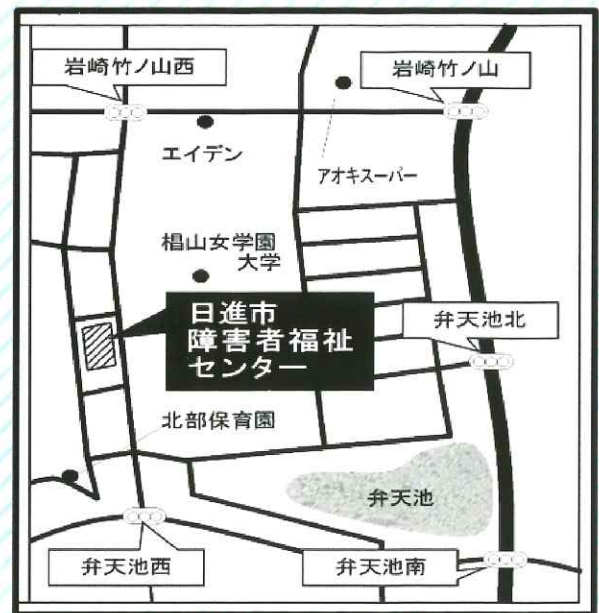 岩崎竹ノ山西
岩崎竹ノ山
エイデン
アオキスーパー
椙山女学園
大学
日進市
障害者福祉
センター
弁天池北
北部保育園
弁天池
弁天池西
弁天池南